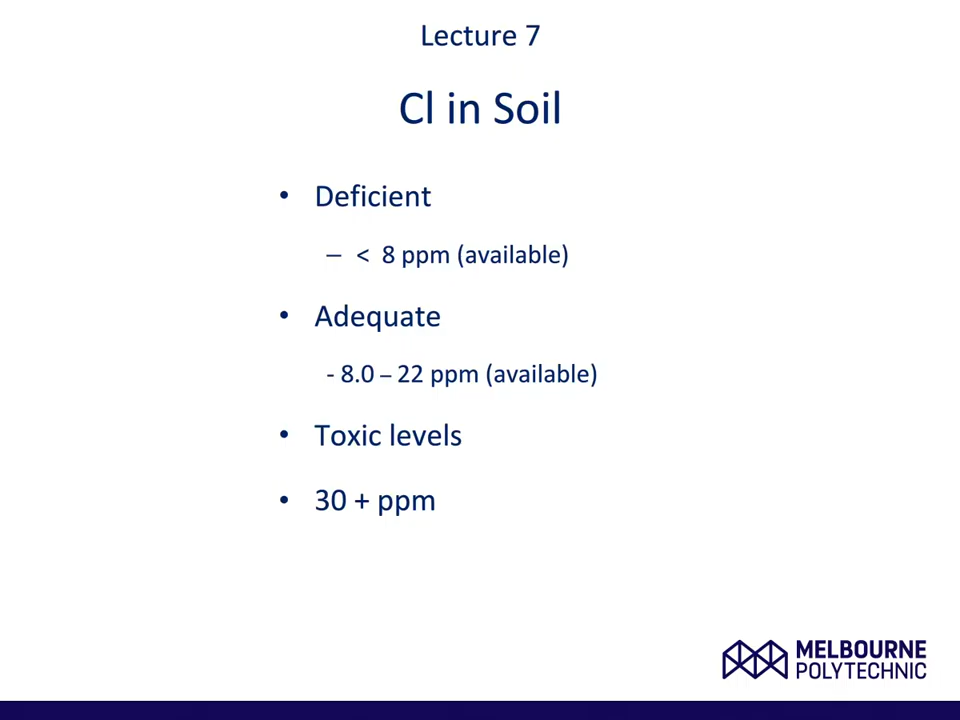 Lecture 7
Cl in Soil
• Deficient
– < 8 ppm (available)
• Adequate
- 8.0 – 22 ppm (available)
• Toxic levels
• 30 + ppm
MELBOURNE
POLYTECHNIC